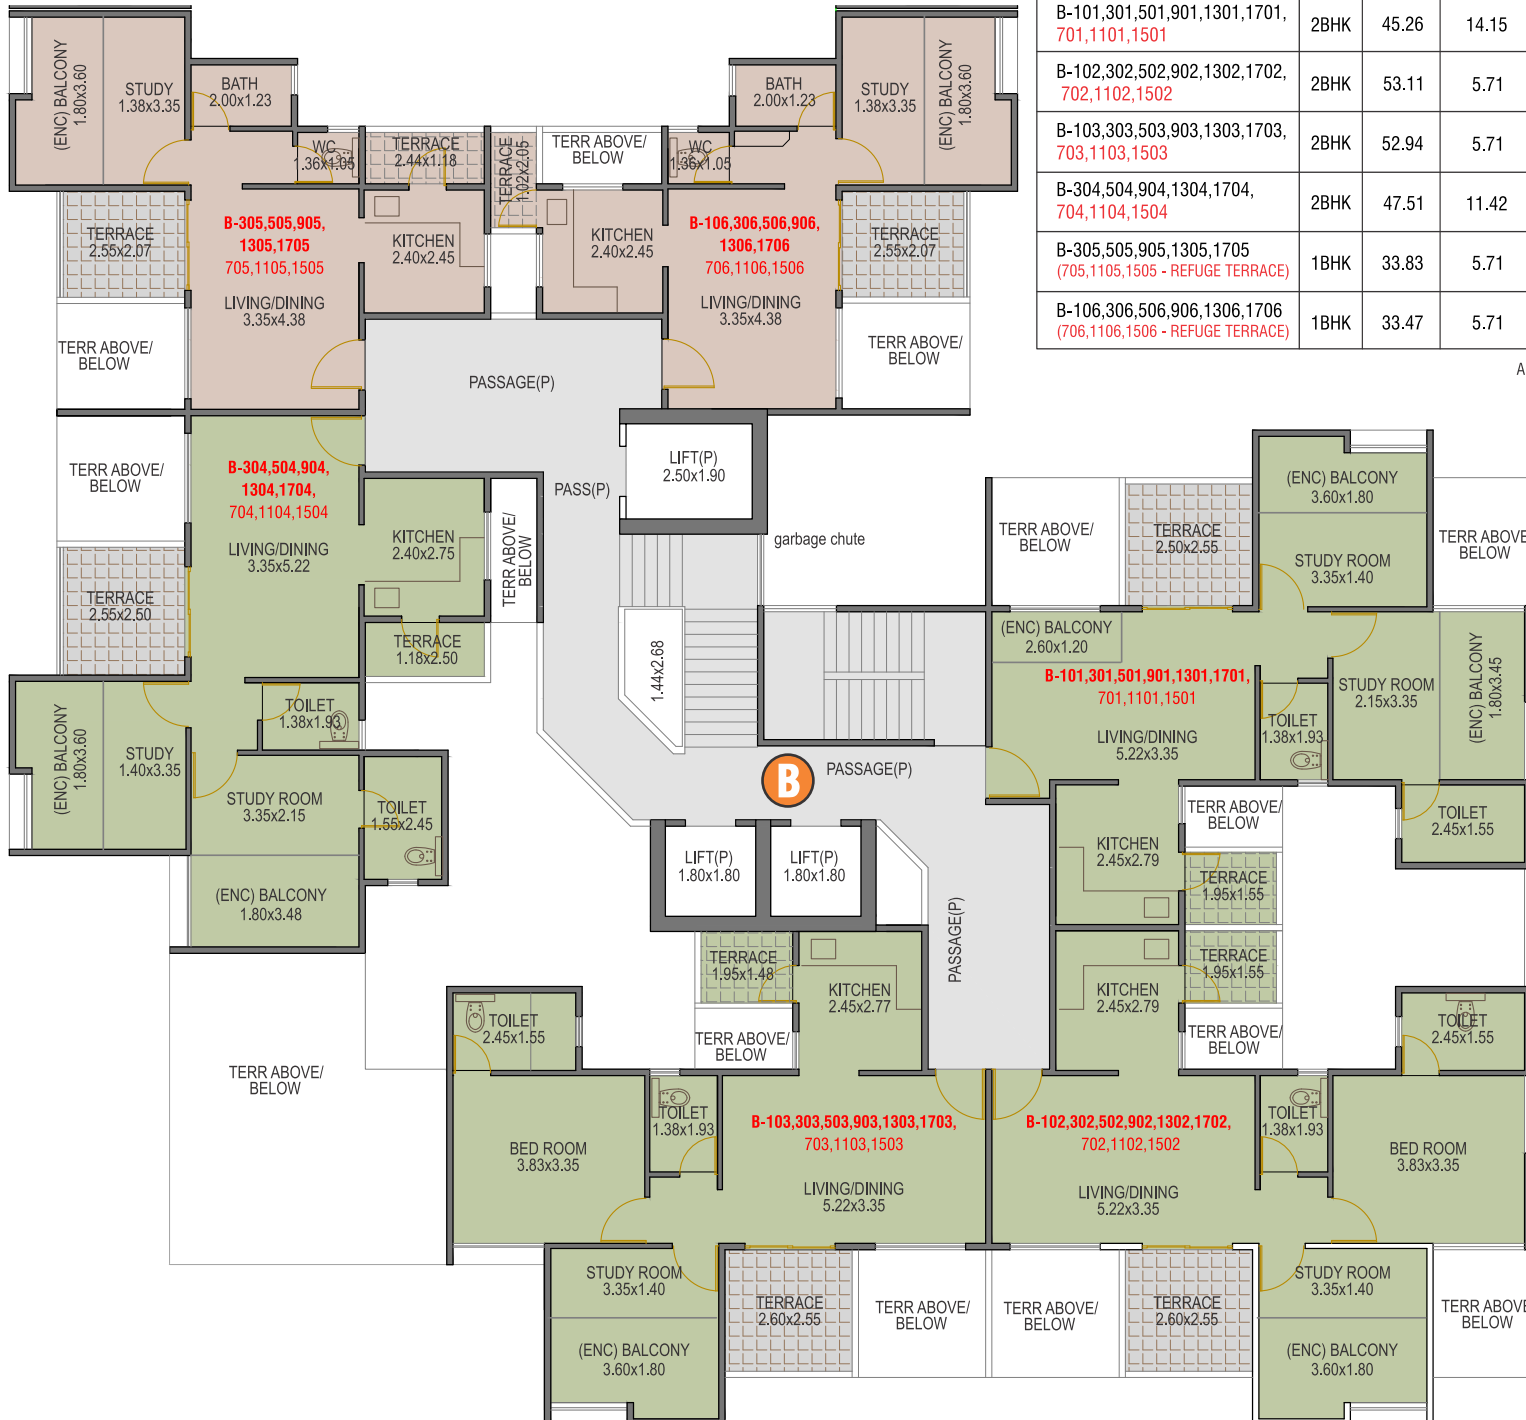 B-101,301,501,901,1301,1701,
701,1101,1501
2BHK 45.26 14.15
B-102,302,502,902,1302,1702,
702,1102,1502
2BHK 53.11 5.71
B-103,303,503,903,1303,1703,
703,1103,1503
2BHK 52.94 5.71
B-304,504,904,1304,1704,
704,1104,1504
2BHK 47.51 11.42
B-305,505,905,1305,1705
(705,1105,1505 - REFUGE TERRACE)
1BHK 33.83 5.71
B-106,306,506,906,1306,1706
(706,1106,1506 - REFUGE TERRACE)
1BHK 33.47 5.71
A
(ENC) BALCONY
1.80x3.60
STUDY
1.38x3.35
BATH
2.00x1.23
WC
1.36x1.05
TERRACE
2.44x1.18
TERRACE
1.02x2.05
TERR ABOVE/
BELOW
WC
1.36x1.05
BATH
2.00x1.23
STUDY
1.38x3.35
(ENC) BALCONY
1.80x3.60
TERRACE
2.55x2.07
B-305,505,905,
1305,1705
705,1105,1505
LIVING/DINING
3.35x4.38
KITCHEN
2.40x2.45
KITCHEN
2.40x2.45
B-106,306,506,906,
1306,1706
706,1106,1506
LIVING/DINING
3.35x4.38
TERRACE
2.55x2.07
TERR ABOVE/
BELOW
TERR ABOVE/
BELOW
PASSAGE(P)
TERR ABOVE/
BELOW
B-304,504,904,
1304,1704,
704,1104,1504
LIVING/DINING
3.35x5.22
KITCHEN
2.40x2.75
TERR ABOVE/
BELOW
PASS(P)
LIFT(P)
2.50x1.90
garbage chute
TERRACE
2.55x2.50
TERRACE
1.18x2.50
1.44x2.68
TERR ABOVE/
BELOW
TERRACE
2.50x2.55
(ENC) BALCONY
3.60x1.80
STUDY ROOM
3.35x1.40
TERR ABOVE
BELOW
(ENC) BALCONY
2.60x1.20
B-101,301,501,901,1301,1701,
701,1101,1501
LIVING/DINING
5.22x3.35
TOILET
1.38x1.93
STUDY ROOM
2.15x3.35
(ENC) BALCONY
1.80x3.45
(ENC) BALCONY
1.80x3.60
STUDY
1.40x3.35
TOILET
1.38x1.93
STUDY ROOM
3.35x2.15
TOILET
1.55x2.45
(ENC) BALCONY
1.80x3.48
B
PASSAGE(P)
LIFT(P)
1.80x1.80
LIFT(P)
1.80x1.80
KITCHEN
2.45x2.79
TERR ABOVE/
BELOW
TERRACE
1.95x1.55
TOILET
2.45x1.55
PASSAGE(P)
TERRACE
1.95x1.48
KITCHEN
2.45x2.77
KITCHEN
2.45x2.79
TERRACE
1.95x1.55
TERR ABOVE/
BELOW
TERR ABOVE/
BELOW
TOILET
2.45x1.55
TOILET
2.45x1.55
TERR ABOVE/
BELOW
BED ROOM
3.83x3.35
TOILET
1.38x1.93
B-103,303,503,903,1303,1703,
703,1103,1503
LIVING/DINING
5.22x3.35
B-102,302,502,902,1302,1702,
702,1102,1502
LIVING/DINING
5.22x3.35
TOILET
1.38x1.93
BED ROOM
3.83x3.35
STUDY ROOM
3.35x1.40
(ENC) BALCONY
3.60x1.80
TERRACE
2.60x2.55
TERR ABOVE/
BELOW
TERR ABOVE/
BELOW
TERRACE
2.60x2.55
STUDY ROOM
3.35x1.40
(ENC) BALCONY
3.60x1.80
TERR ABOVE
BELOW